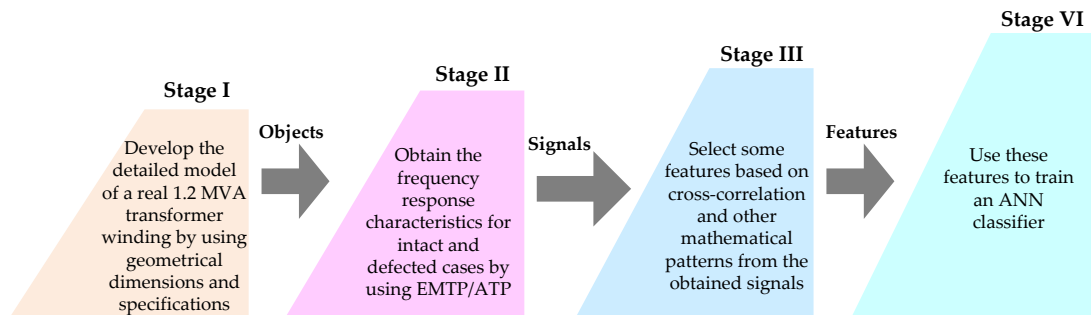 Stage I
Develop the
detailed model
of a real 1.2 MVA
transformer
winding by using
geometrical
dimensions and
specifications
Objects
Stage II
Obtain the
frequency
response
characteristics for
intact and
defected cases by
using EMTP/ATP
Signals
Stage III
Select some
features based on
cross-correlation
and other
mathematical
patterns from the
obtained signals
Features
Stage VI
Use these
features to train
an ANN
classifier